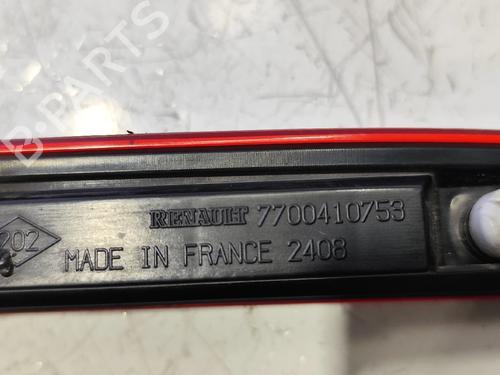 B-PARTS
RENAULT 7700410753
202
MADE IN FRANCE 2408